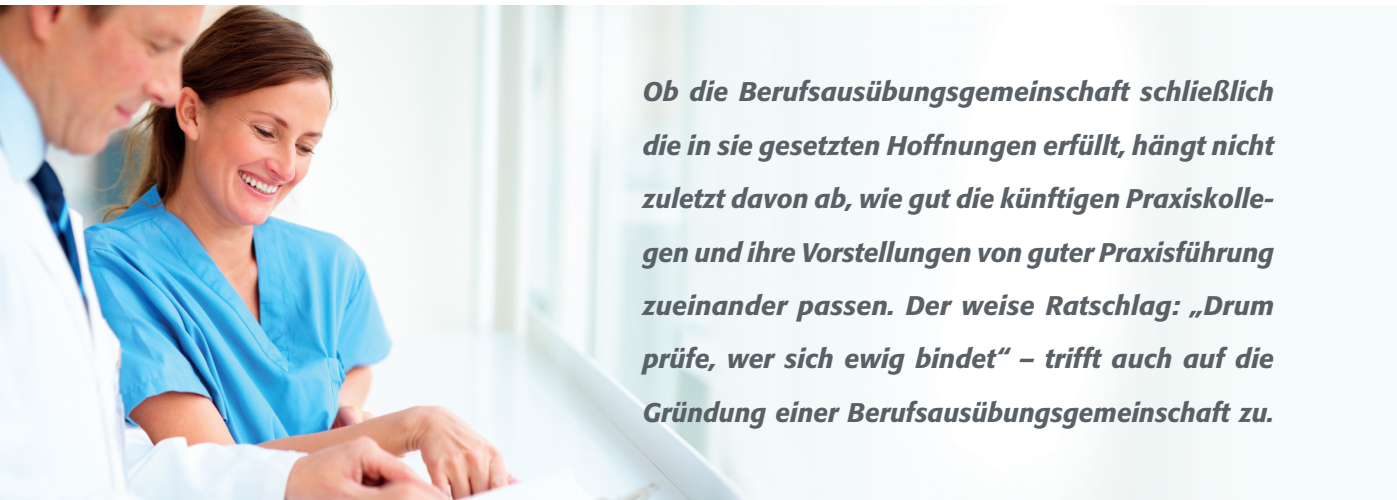 Ob die Berufsausübungsgemeinschaft schließlich
die in sie gesetzten Hoffnungen erfüllt, hängt nicht
zuletzt davon ab, wie gut die künftigen Praxiskolle-
gen und ihre Vorstellungen von guter Praxisführung
zueinander passen. Der weise Ratschlag: „Drum
prüfe, wer sich ewig bindet“ – trifft auch auf die
Gründung einer Berufsausübungsgemeinschaft zu.